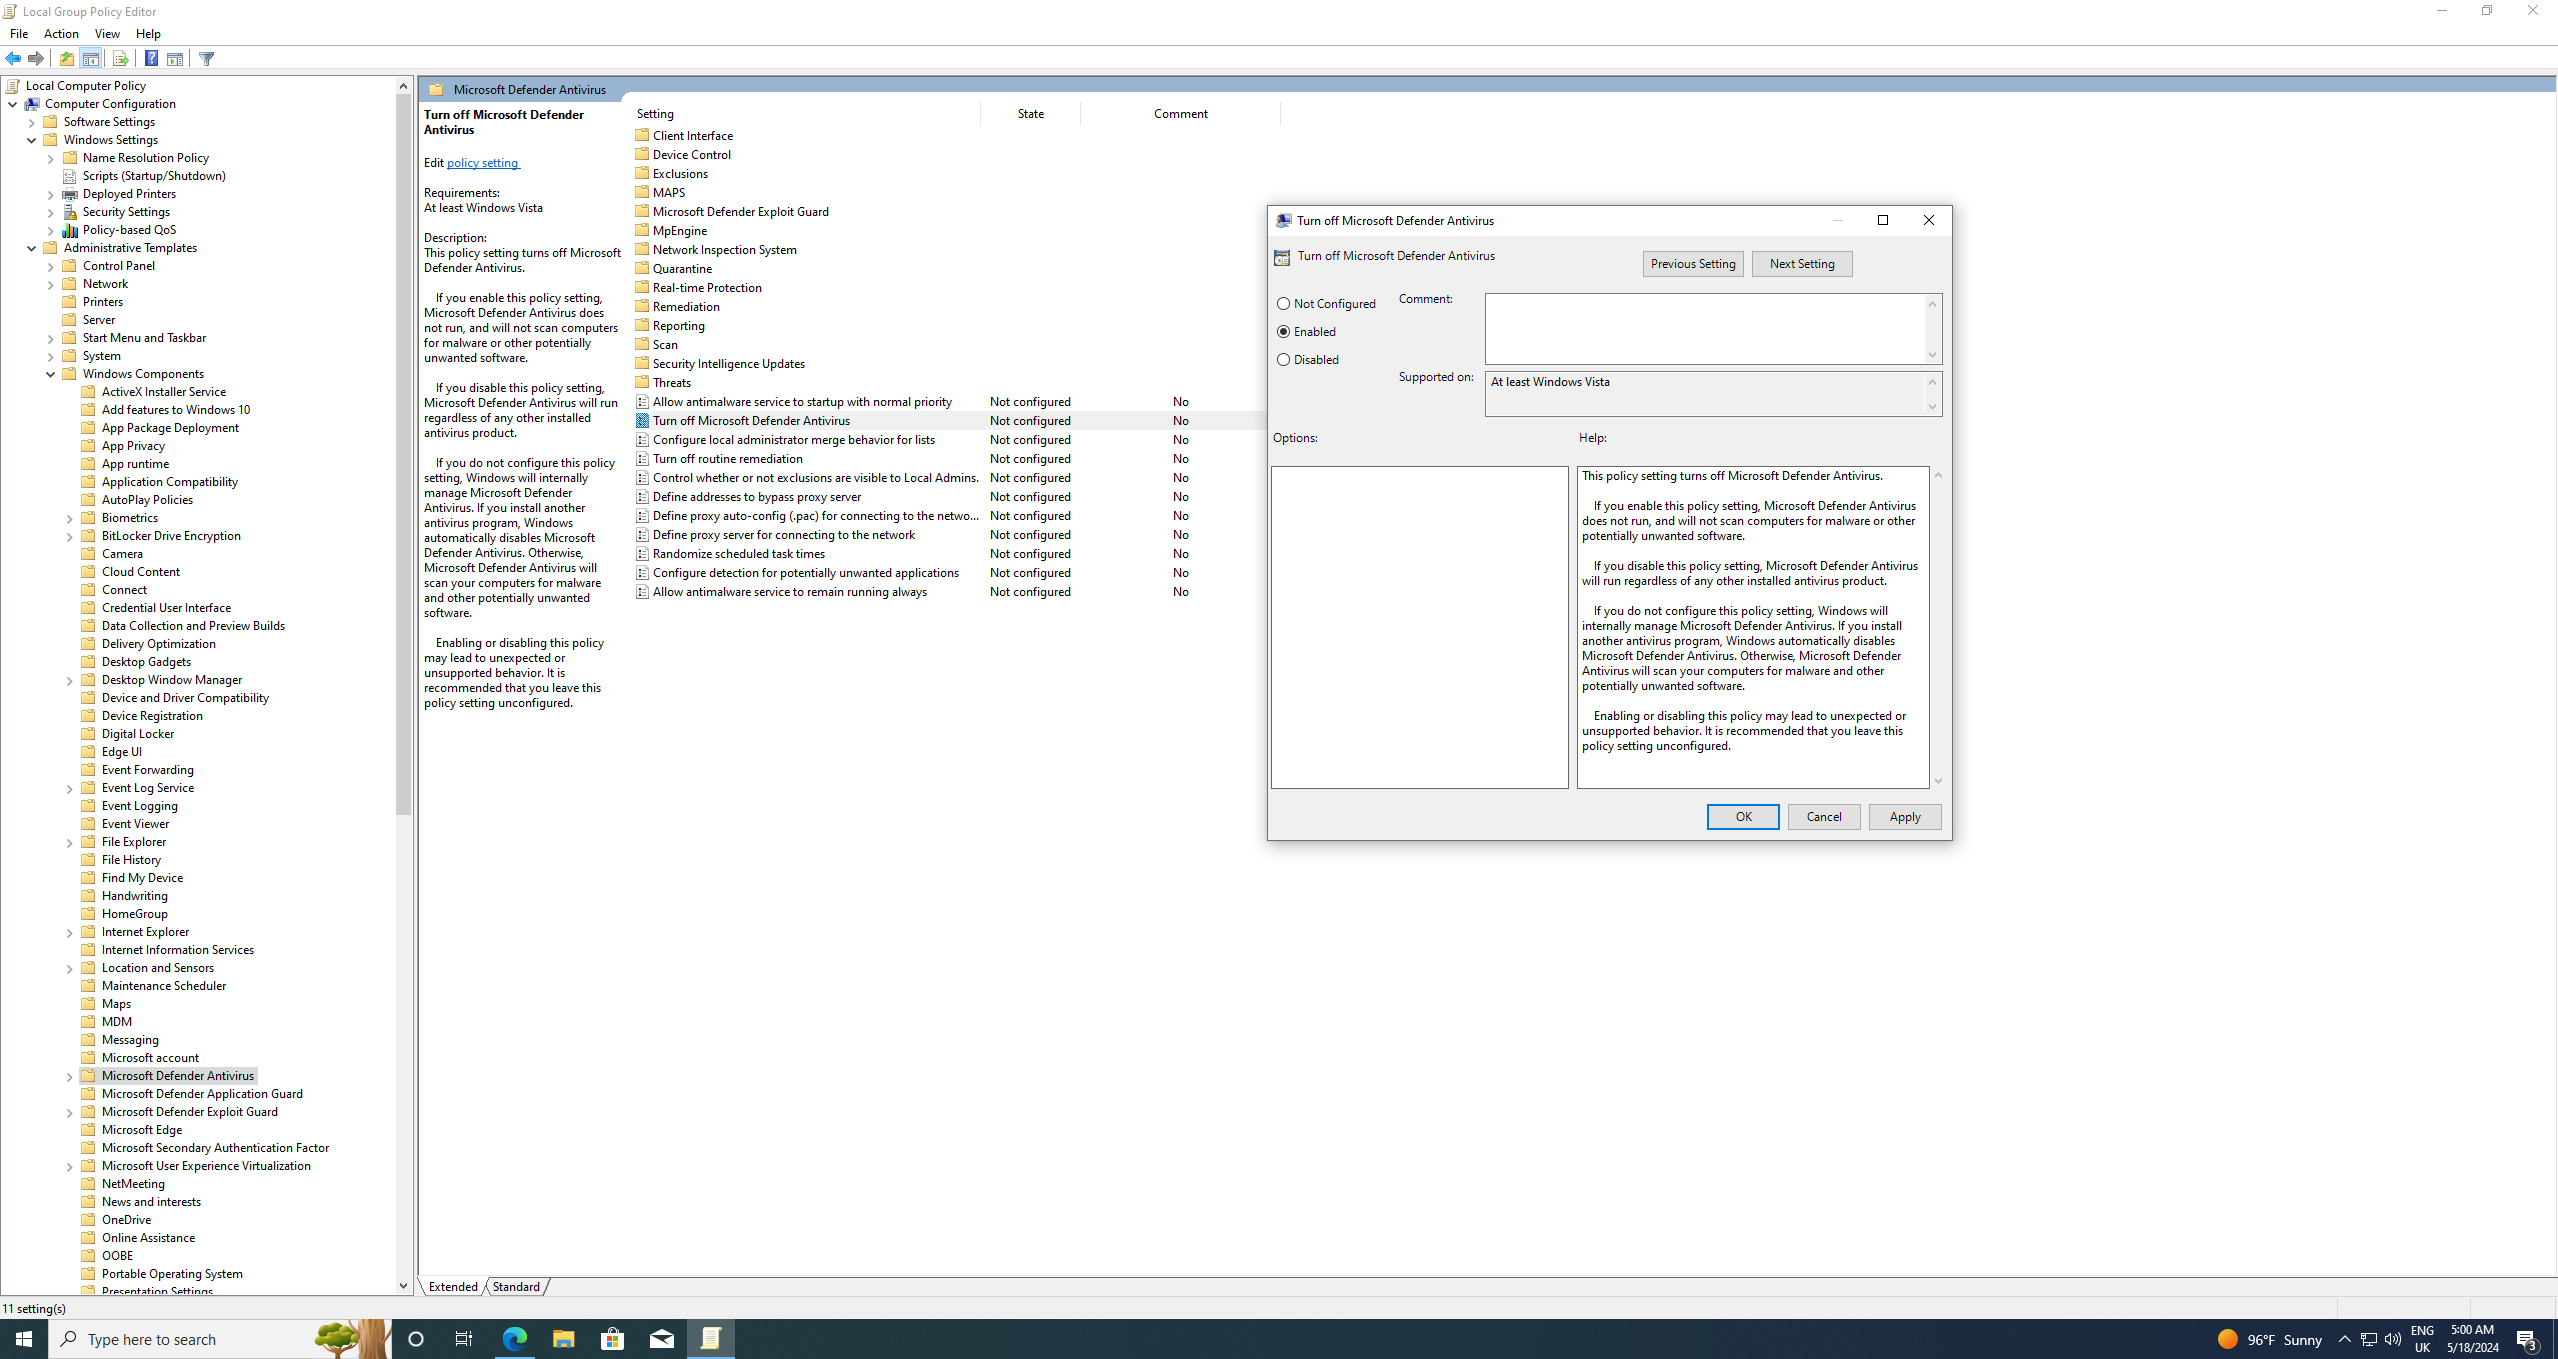 Local Group Policy Editor
File Action View Help
Local Computer Policy
Computer Configuration
Software Settings
Windows Settings
Name Resolution Policy
Scripts (Startup/Shutdown)
Deployed Printers
Security Settings
Policy-based QoS
Administrative Templates
Control Panel
Network
Printers
Server
Start Menu and Taskbar
System
Windows Components
ActiveX Installer Service
Add features to Windows 10
App Package Deployment
App Privacy
App runtime
Application Compatibility
AutoPlay Policies
Biometrics
BitLocker Drive Encryption
Camera
Cloud Content
Connect
Credential User Interface
Data Collection and Preview Builds
Delivery Optimization
Desktop Gadgets
Desktop Window Manager
Device and Driver Compatibility
Device Registration
Digital Locker
Edge UI
Event Forwarding
Event Log Service
Event Logging
Event Viewer
File Explorer
File History
Find My Device
Handwriting
HomeGroup
Internet Explorer
Internet Information Services
Location and Sensors
Maintenance Scheduler
Maps
MDM
Messaging
Microsoft account
Microsoft Defender Antivirus
Microsoft Defender Application Guard
Microsoft Defender Exploit Guard
Microsoft Edge
Microsoft Secondary Authentication Factor
Microsoft User Experience Virtualization
NetMeeting
News and interests
OneDrive
Online Assistance
OOBE
Portable Operating System
Presentation Settings
Microsoft Defender Antivirus
Turn off Microsoft Defender
Antivirus
Edit policy setting
Requirements:
At least Windows Vista
Description:
This policy setting turns off Microsoft
Defender Antivirus.
If you enable this policy setting,
Microsoft Defender Antivirus does
not run, and will not scan computers
for malware or other potentially
unwanted software.
If you disable this policy setting,
Microsoft Defender Antivirus will run
regardless of any other installed
antivirus product.
If you do not configure this policy
setting, Windows will internally
manage Microsoft Defender
Antivirus. If you install another
antivirus program, Windows
automatically disables Microsoft
Defender Antivirus. Otherwise,
Microsoft Defender Antivirus will
scan your computers for malware
and other potentially unwanted
software.
Enabling or disabling this policy
may lead to unexpected or
unsupported behavior. It is
recommended that you leave this
policy setting unconfigured.
Setting State Comment
Client Interface
Device Control
Exclusions
MAPS
Microsoft Defender Exploit Guard
MpEngine
Network Inspection System
Quarantine
Real-time Protection
Remediation
Reporting
Scan
Security Intelligence Updates
Threats
Allow antimalware service to startup with normal priority Not configured No
Turn off Microsoft Defender Antivirus Not configured No
Configure local administrator merge behavior for lists Not configured No
Turn off routine remediation Not configured No
Control whether or not exclusions are visible to Local Admins. Not configured No
Define addresses to bypass proxy server Not configured No
Define proxy auto-config (.pac) for connecting to the netwo... Not configured No
Define proxy server for connecting to the network Not configured No
Randomize scheduled task times Not configured No
Configure detection for potentially unwanted applications Not configured No
Allow antimalware service to remain running always Not configured No
Extended Standard
Turn off Microsoft Defender Antivirus
Turn off Microsoft Defender Antivirus
Previous Setting Next Setting
Not Configured Comment:
Enabled
Disabled
Supported on: At least Windows Vista
Options: Help:
This policy setting turns off Microsoft Defender Antivirus.
If you enable this policy setting, Microsoft Defender Antivirus
does not run, and will not scan computers for malware or other
potentially unwanted software.
If you disable this policy setting, Microsoft Defender Antivirus
will run regardless of any other installed antivirus product.
If you do not configure this policy setting, Windows will
internally manage Microsoft Defender Antivirus. If you install
another antivirus program, Windows automatically disables
Microsoft Defender Antivirus. Otherwise, Microsoft Defender
Antivirus will scan your computers for malware and other
potentially unwanted software.
Enabling or disabling this policy may lead to unexpected or
unsupported behavior. It is recommended that you leave this
policy setting unconfigured.
OK Cancel Apply
11 setting(s)
Type here to search
96°F Sunny
ENG
UK
5:00 AM
5/18/2024
3